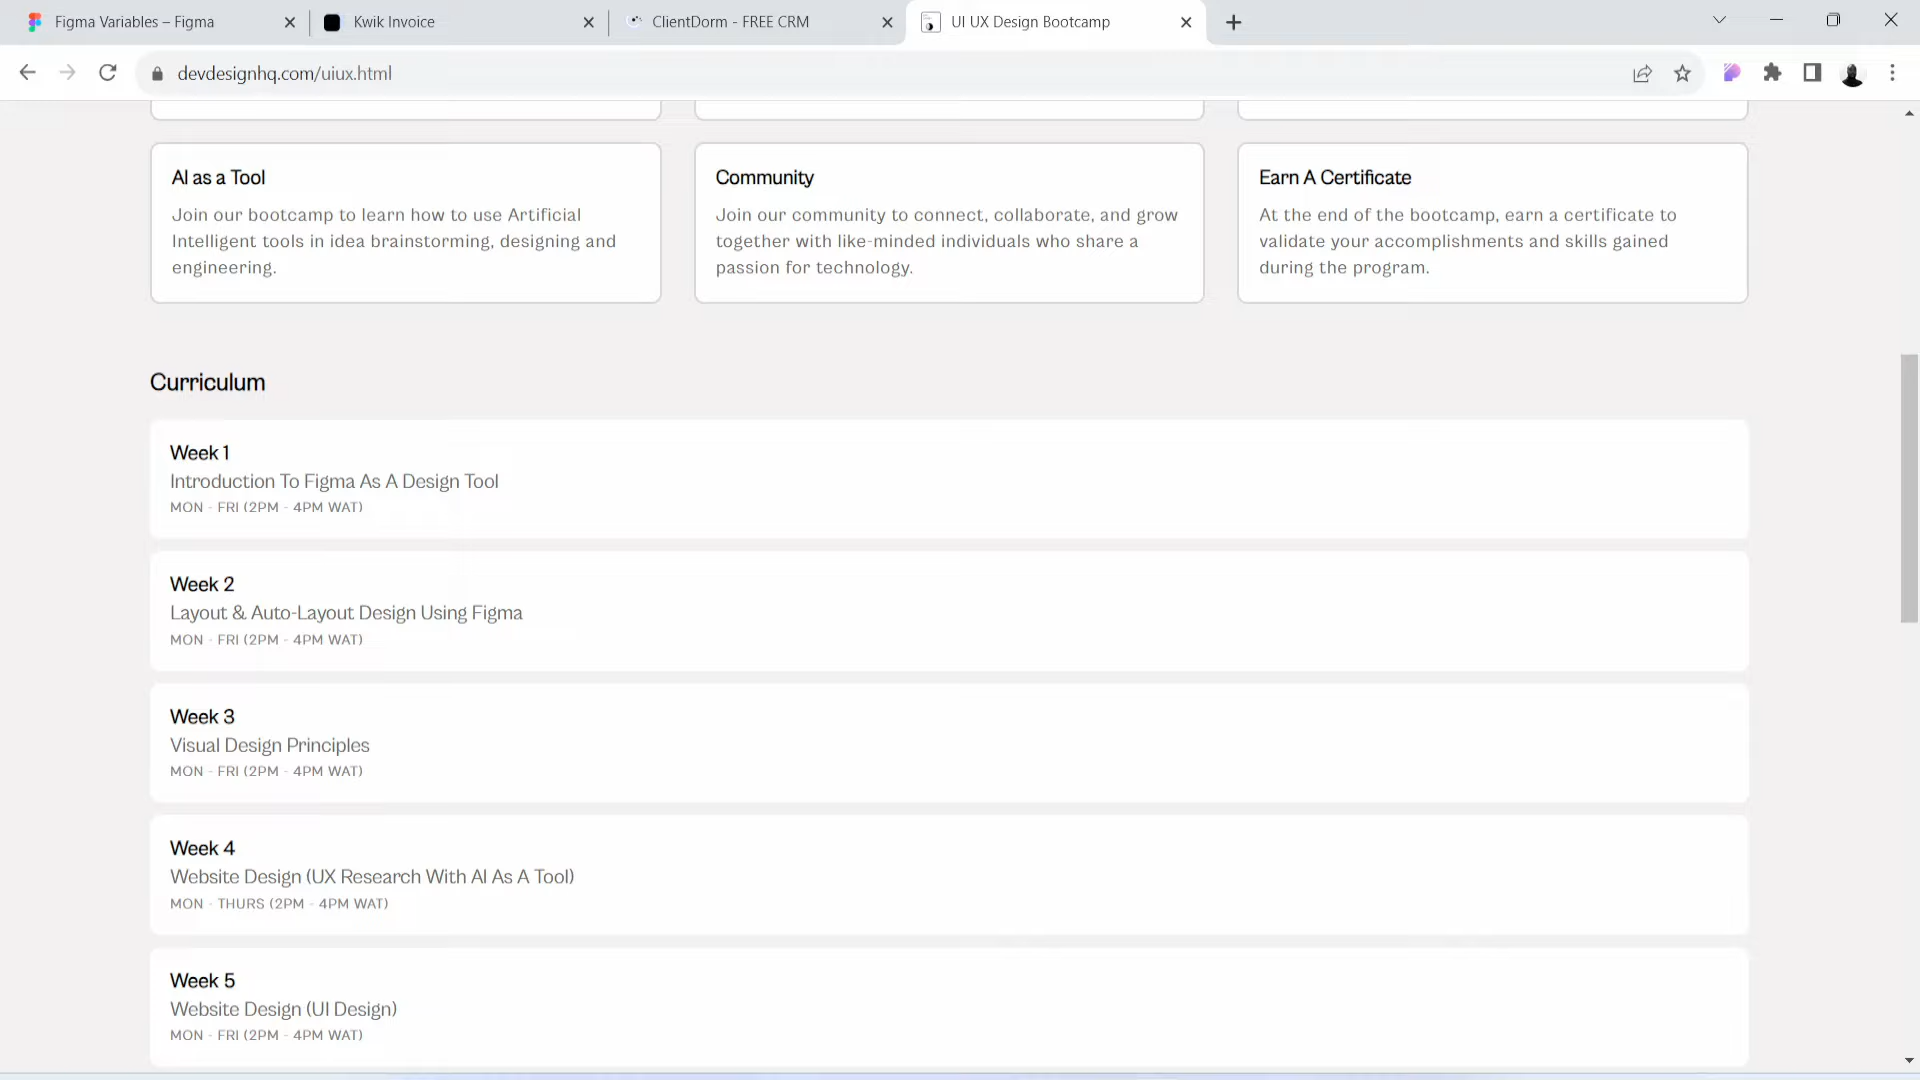 Figma Variables – Figma
Kwik Invoice
ClientDorm - FREE CRM
UI UX Design Bootcamp
devdesignhq.com/uiux.html
AI as a Tool
Join our bootcamp to learn how to use Artificial
Intelligent tools in idea brainstorming, designing and
engineering.
Community
Join our community to connect, collaborate, and grow
together with like-minded individuals who share a
passion for technology.
Earn A Certificate
At the end of the bootcamp, earn a certificate to
validate your accomplishments and skills gained
during the program.
Curriculum
Week 1
Introduction To Figma As A Design Tool
MON - FRI (2PM - 4PM WAT)
Week 2
Layout & Auto-Layout Design Using Figma
MON - FRI (2PM - 4PM WAT)
Week 3
Visual Design Principles
MON - FRI (2PM - 4PM WAT)
Week 4
Website Design (UX Research With AI As A Tool)
MON - THURS (2PM - 4PM WAT)
Week 5
Website Design (UI Design)
MON - FRI (2PM - 4PM WAT)